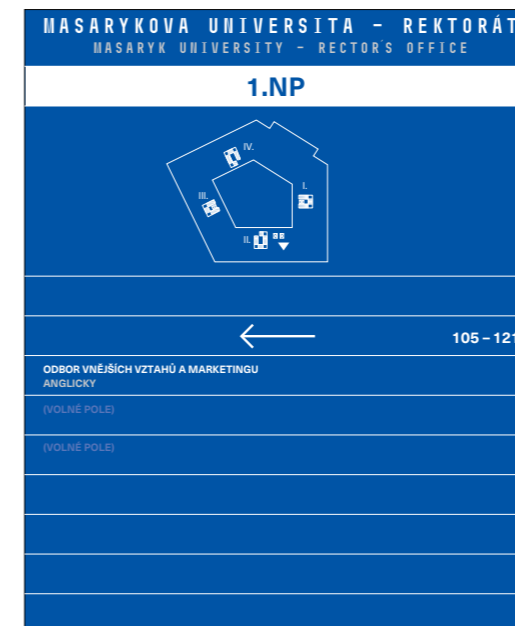 MASARYKOVA UNIVERSITA – REKTORÁT
MASARYK UNIVERSITY – RECTOR´S OFFICE
1.NP
IV.
III.
I.
II.
105 – 121
ODBOR VNĚJŠÍCH VZTAHŮ A MARKETINGU
ANGLICKY
(VOLNÉ POLE)
(VOLNÉ POLE)